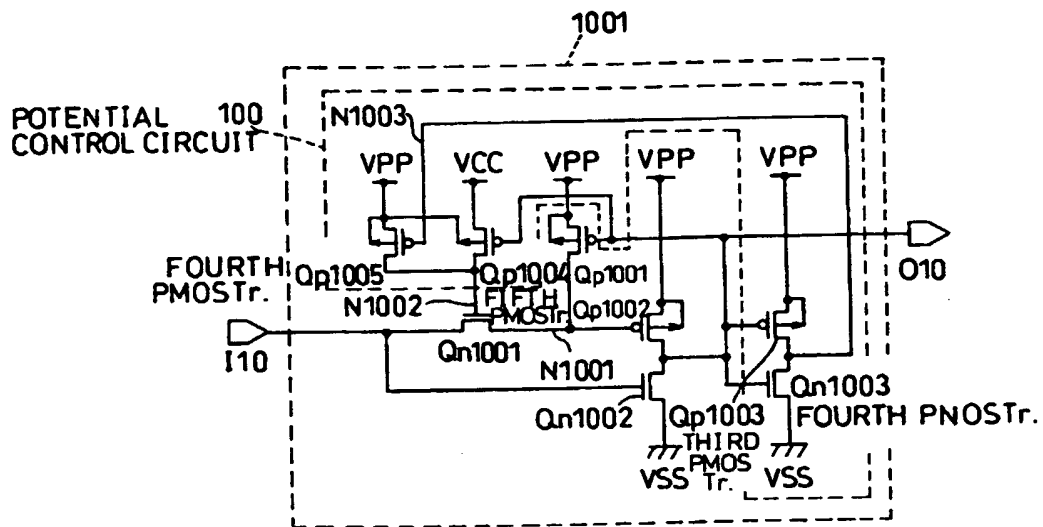 1001
POTENTIAL 100
CONTROL CIRCUIT
N1003
VPP VCC VPP VPP VPP
FOURTH
PMOSTr.
Qp1005
Qp1004
Qp1001
O10
N1002
FIFTH
PMOSTr.
Qp1002
I10
Qn1001
N1001
Qn1002
Qp1003
THIRD
PMOS
Tr.
Qn1003
FOURTH PNOSTr.
VSS VSS